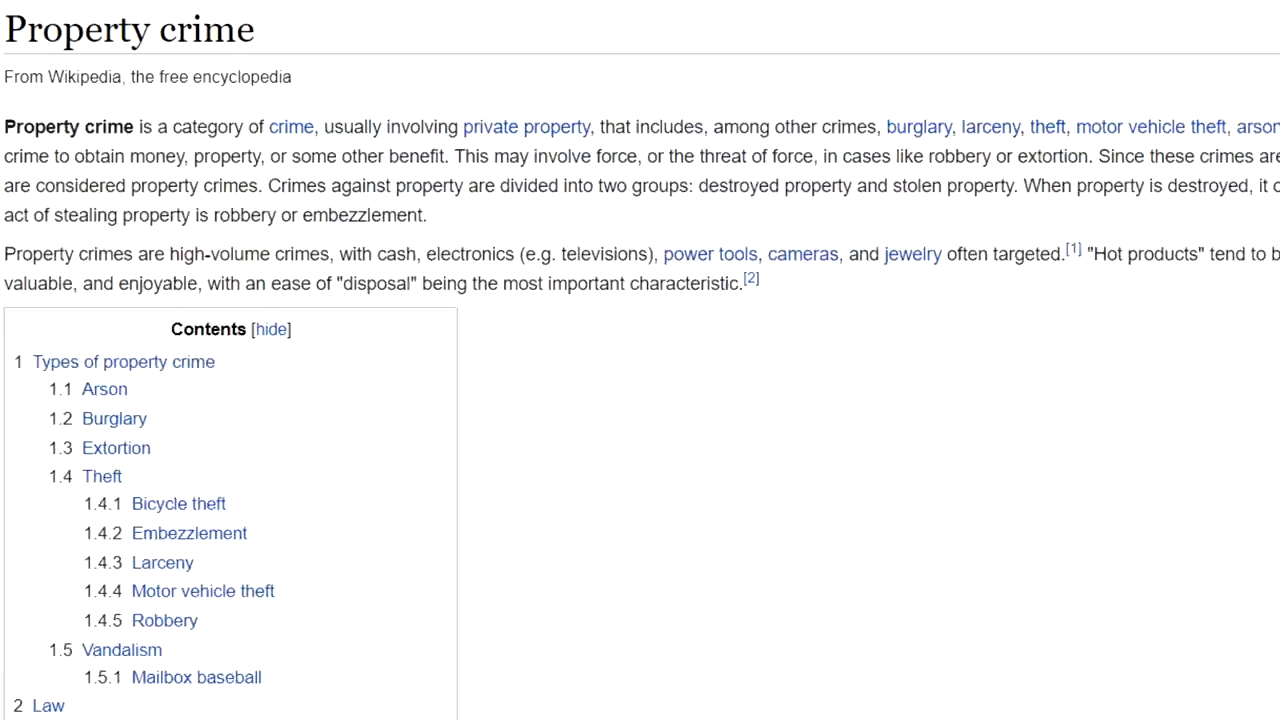 Property crime
From Wikipedia, the free encyclopedia
Property crime is a category of crime, usually involving private property, that includes, among other crimes, burglary, larceny, theft, motor vehicle theft, arson
crime to obtain money, property, or some other benefit. This may involve force, or the threat of force, in cases like robbery or extortion. Since these crimes are
are considered property crimes. Crimes against property are divided into two groups: destroyed property and stolen property. When property is destroyed, it
act of stealing property is robbery or embezzlement.
Property crimes are high-volume crimes, with cash, electronics (e.g. televisions), power tools, cameras, and jewelry often targeted.[1] "Hot products" tend to
valuable, and enjoyable, with an ease of "disposal" being the most important characteristic.[2]
Contents [hide]
1 Types of property crime
1.1 Arson
1.2 Burglary
1.3 Extortion
1.4 Theft
1.4.1 Bicycle theft
1.4.2 Embezzlement
1.4.3 Larceny
1.4.4 Motor vehicle theft
1.4.5 Robbery
1.5 Vandalism
1.5.1 Mailbox baseball
2 Law